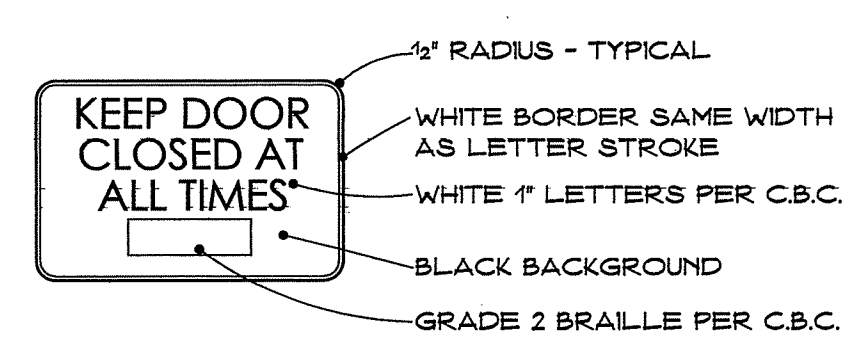 KEEP DOOR
CLOSED AT
ALL TIMES
1/2" RADIUS - TYPICAL
WHITE BORDER SAME WIDTH
AS LETTER STROKE
WHITE 1" LETTERS PER C.B.C.
BLACK BACKGROUND
GRADE 2 BRAILLE PER C.B.C.